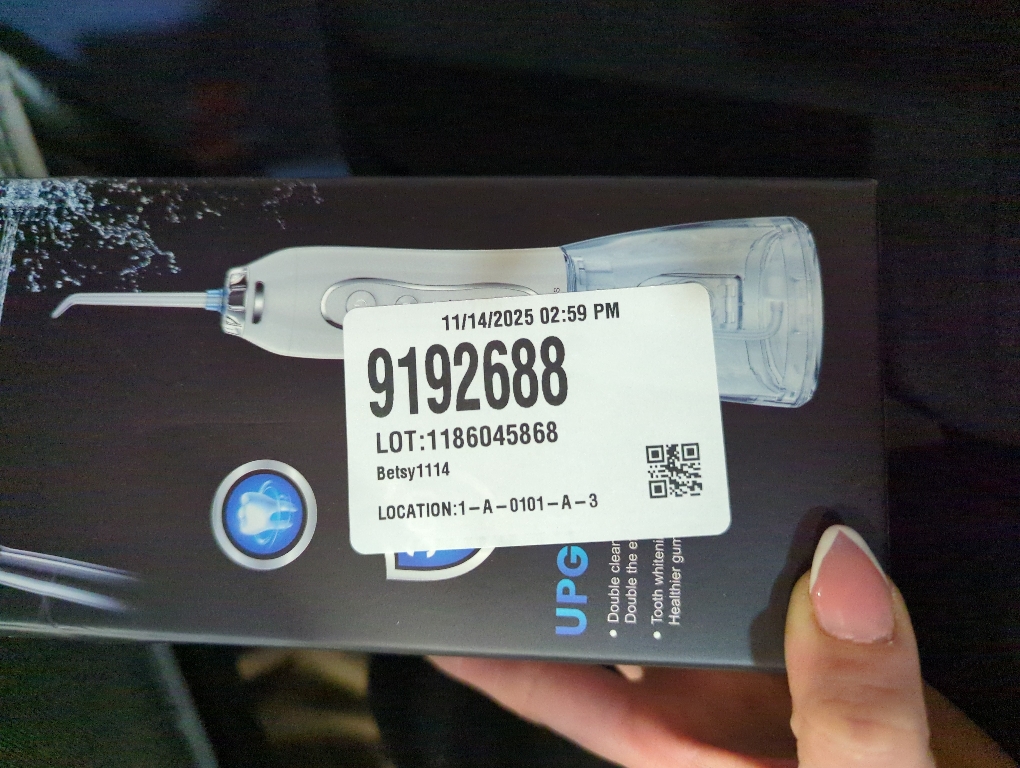 11/14/2025 02:59 PM
9192688
LOT:1186045868
Betsy1114
LOCATION:1-A-0101-A-3
UPG
• Double clean
Double the e
• Tooth whiteni
Healthier gum